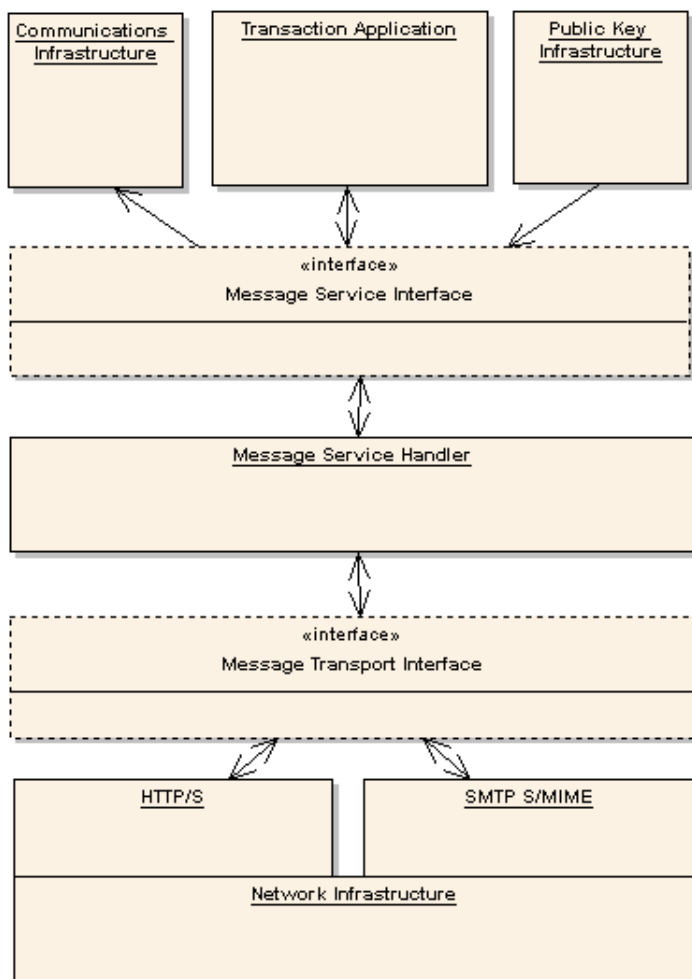 Communications
Infrastructure
Transaction Application
Public Key
Infrastructure
«interface»
Message Service Interface
Message Service Handler
«interface»
Message Transport Interface
HTTP/S
SMTP S/MIME
Network Infrastructure